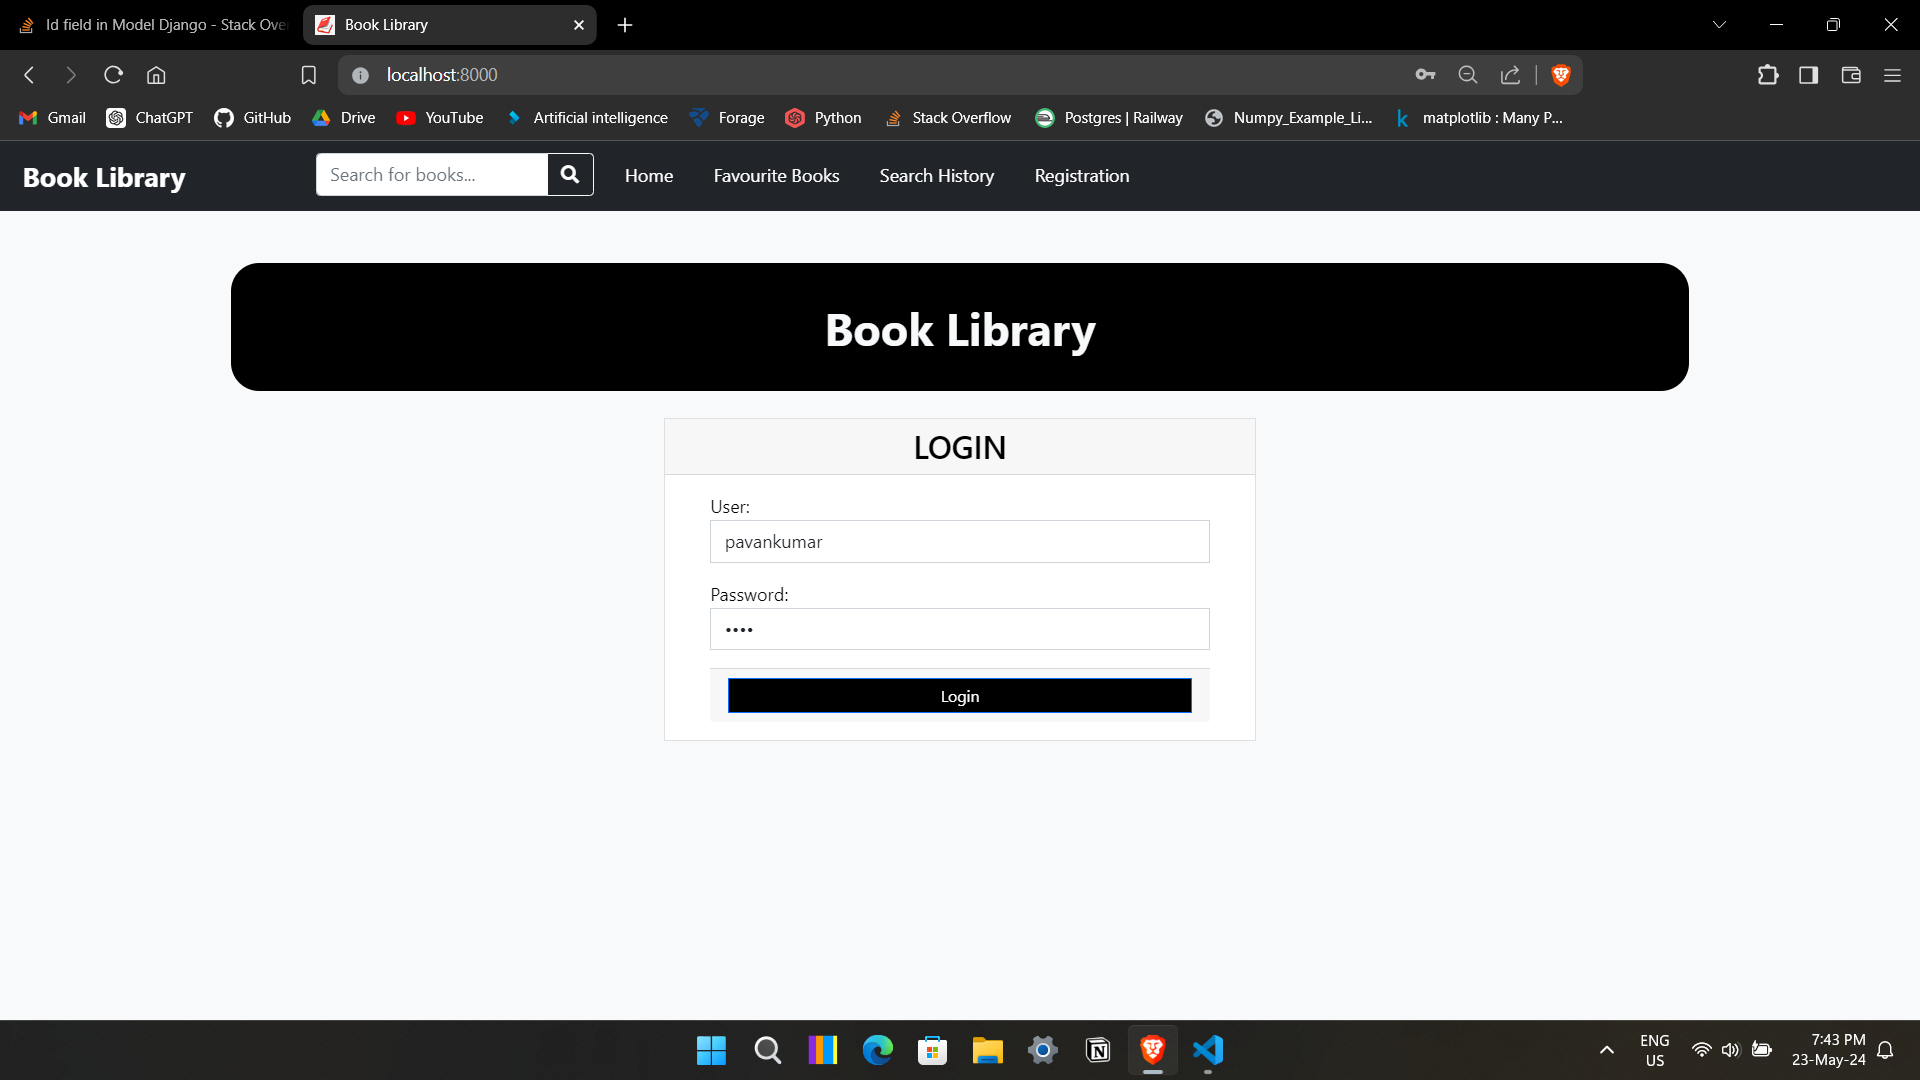 Id field in Model Django - Stack Ove
Book Library
localhost:8000
Gmail ChatGPT GitHub Drive YouTube Artificial intelligence Forage Python Stack Overflow Postgres | Railway Numpy_Example_Li... matplotlib : Many P...
Book Library Search for books... Home Favourite Books Search History Registration
Book Library
LOGIN
User:
pavankumar
Password:
••••
Login
ENG
US
7:43 PM
23-May-24